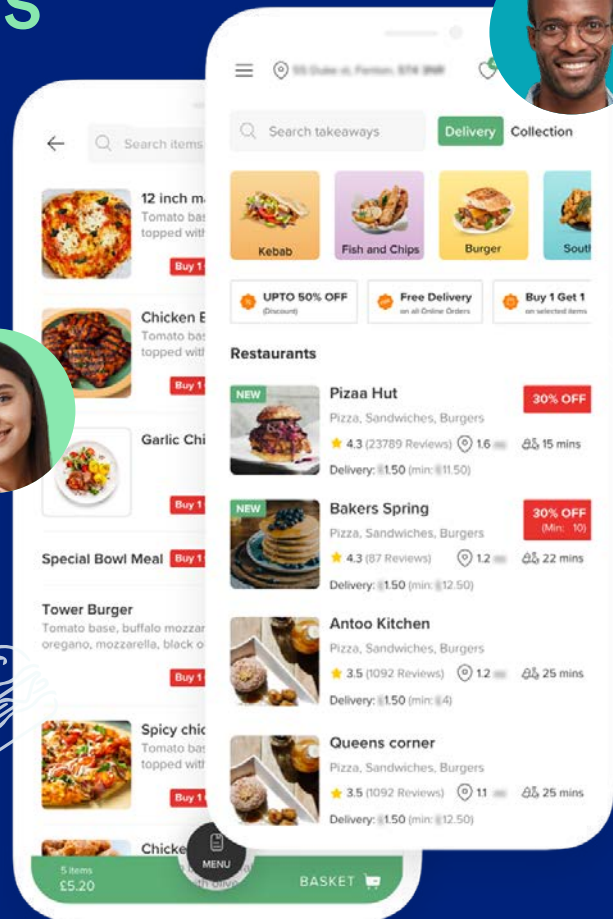 S
Search items
12 inch m
Tomato bas
topped with
Buy 1
Chicken B
Tomato bas
topped with
Buy 1
Garlic Chi
Buy 1
Special Bowl Meal Buy 1
Tower Burger
Tomato base, buffalo mozzar
oregano, mozzarella, black o
Buy 1
Spicy chic
Tomato bas
topped with
Buy 1
Chicke
MENU
with olive
5 items
£5.20
BASKET
Search takeaways
Delivery Collection
Kebab
Fish and Chips
Burger
South
UPTO 50% OFF
(Discount)
Free Delivery
on all Online Orders
Buy 1 Get 1
on selected items
Restaurants
NEW
Pizaa Hut
30% OFF
Pizza, Sandwiches, Burgers
4.3 (23789 Reviews) 1.6 15 mins
Delivery: 1.50 (min: 11.50)
NEW
Bakers Spring
30% OFF
(Min: 10)
Pizza, Sandwiches, Burgers
4.3 (87 Reviews) 1.2 22 mins
Delivery: 1.50 (min: 12.50)
Antoo Kitchen
Pizza, Sandwiches, Burgers
3.5 (1092 Reviews) 1.2 25 mins
Delivery: 1.50 (min: 4)
Queens corner
Pizza, Sandwiches, Burgers
3.5 (1092 Reviews) 1.1 25 mins
Delivery: 1.50 (min: 12.50)